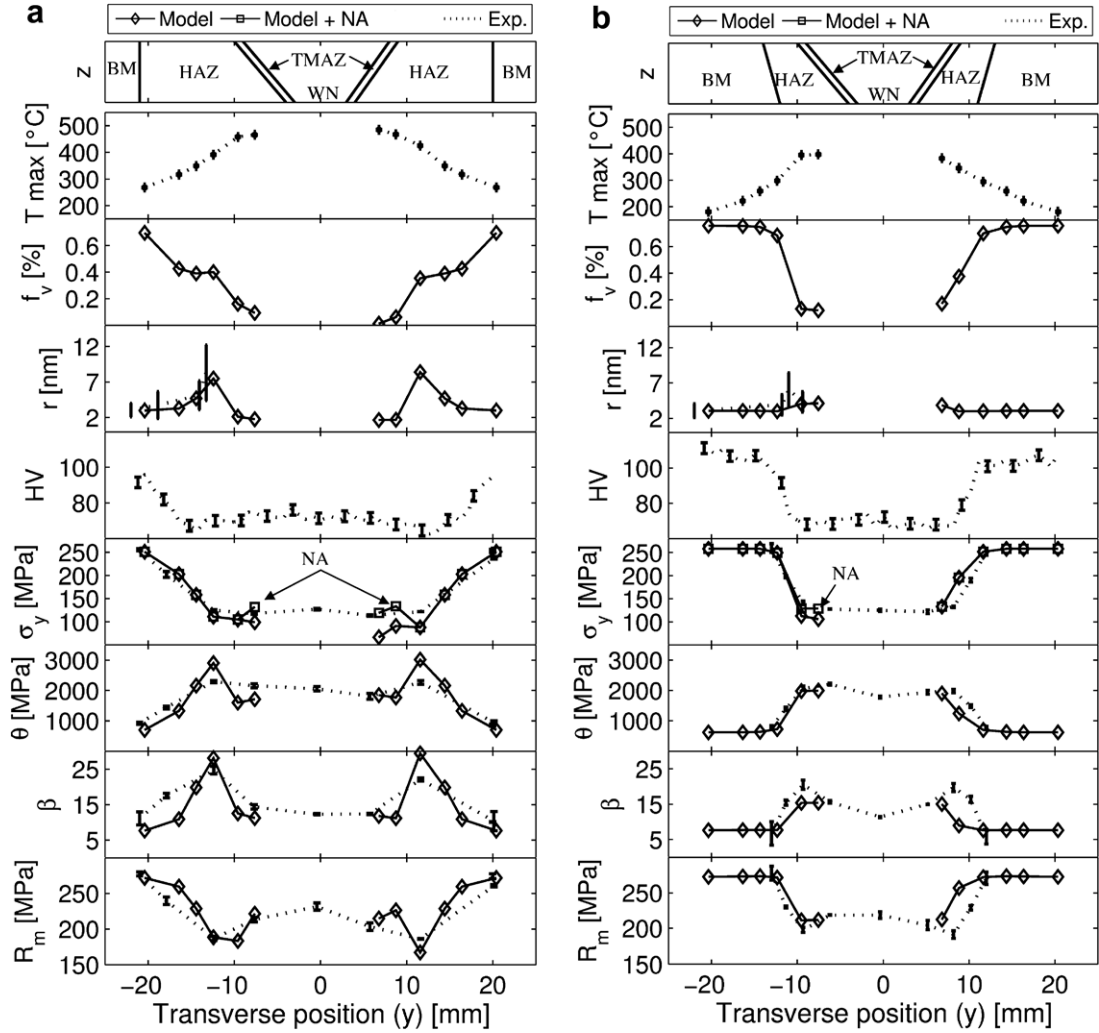 a
Model Model + NA Exp.
z
BM HAZ TMAZ WN HAZ BM
T max [°C]
500
400
300
200
f_v [%]
0.6
0.4
0.2
r [nm]
12
7
2
HV
100
80
σ_y [MPa]
250
200
150
100
NA
θ [MPa]
3000
2000
1000
β
25
15
5
R_m [MPa]
250
200
150
−20 −10 0 10 20
Transverse position (y) [mm]
b
Model Model + NA Exp.
z
BM HAZ TMAZ WN HAZ BM
T max [°C]
500
400
300
200
f_v [%]
0.6
0.4
0.2
r [nm]
12
7
2
HV
100
80
σ_y [MPa]
250
200
150
100
NA
θ [MPa]
3000
2000
1000
β
25
15
5
R_m [MPa]
250
200
150
−20 −10 0 10 20
Transverse position (y) [mm]